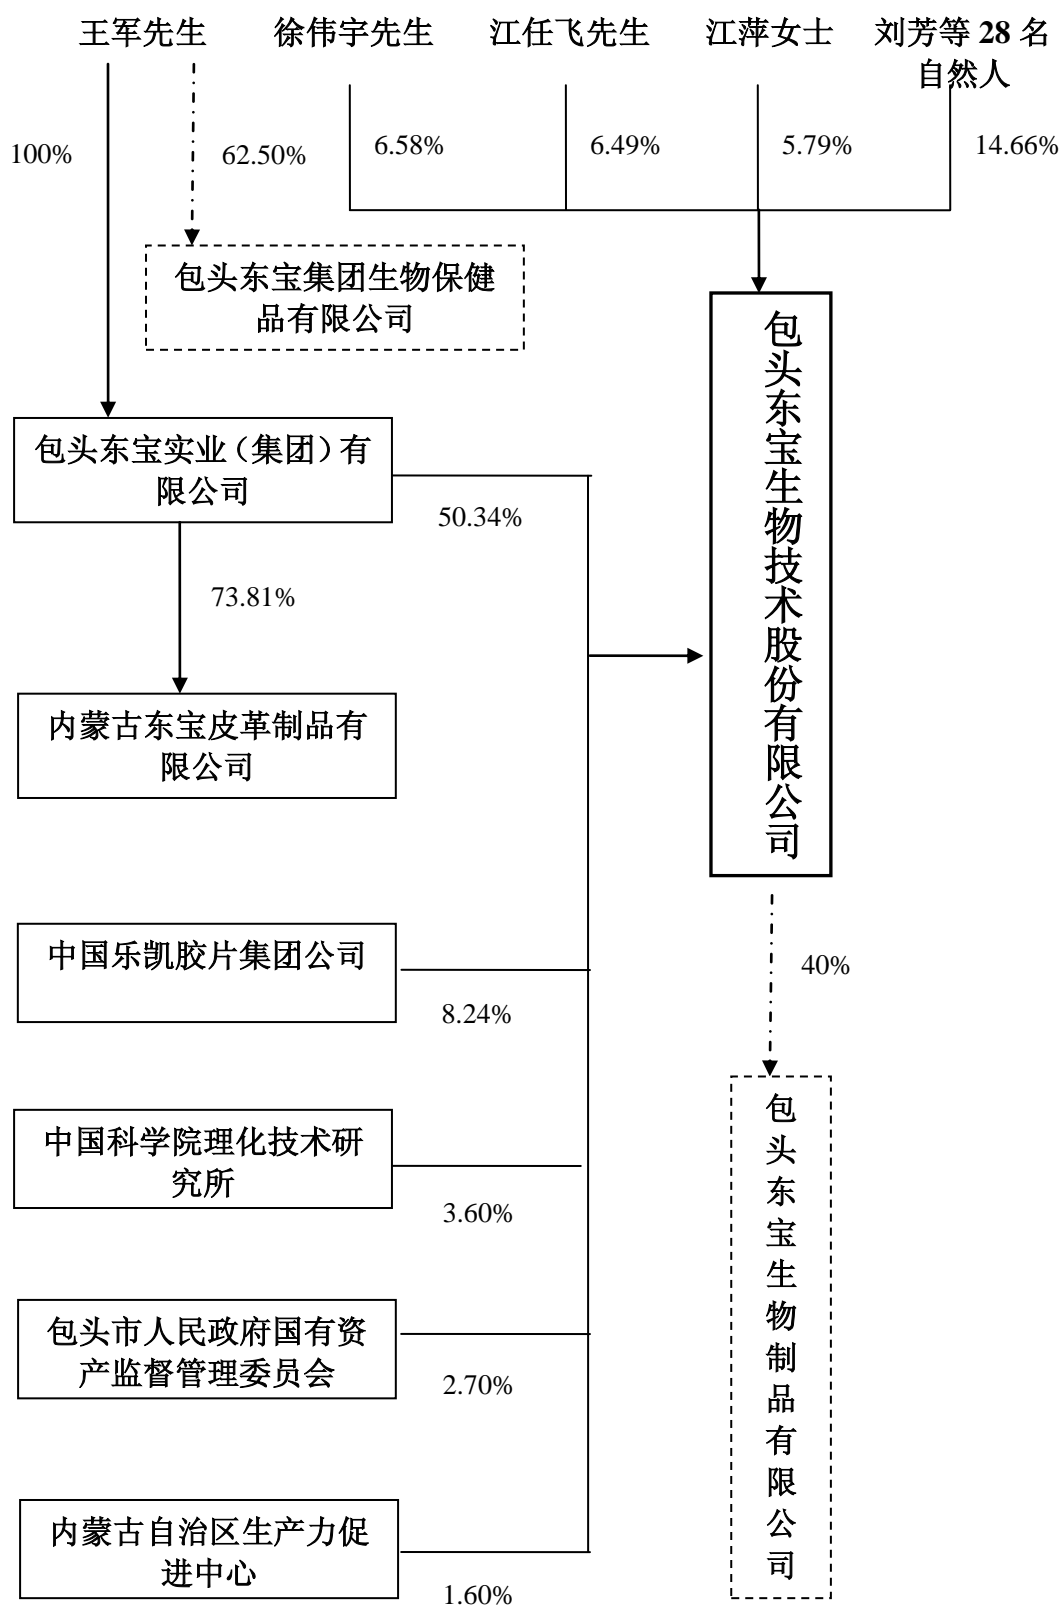 王军先生
徐伟宇先生
江任飞先生
江萍女士
刘芳等 28 名
自然人
100%
62.50%
6.58%
6.49%
5.79%
14.66%
包头东宝集团生物保健
品有限公司
包头东宝生物技术股份有限公司
包头东宝实业（集团）有
限公司
50.34%
73.81%
内蒙古东宝皮革制品有
限公司
中国乐凯胶片集团公司
8.24%
40%
中国科学院理化技术研
究所
3.60%
包头东宝生物制品有限公司
包头市人民政府国有资
产监督管理委员会
2.70%
内蒙古自治区生产力促
进中心
1.60%